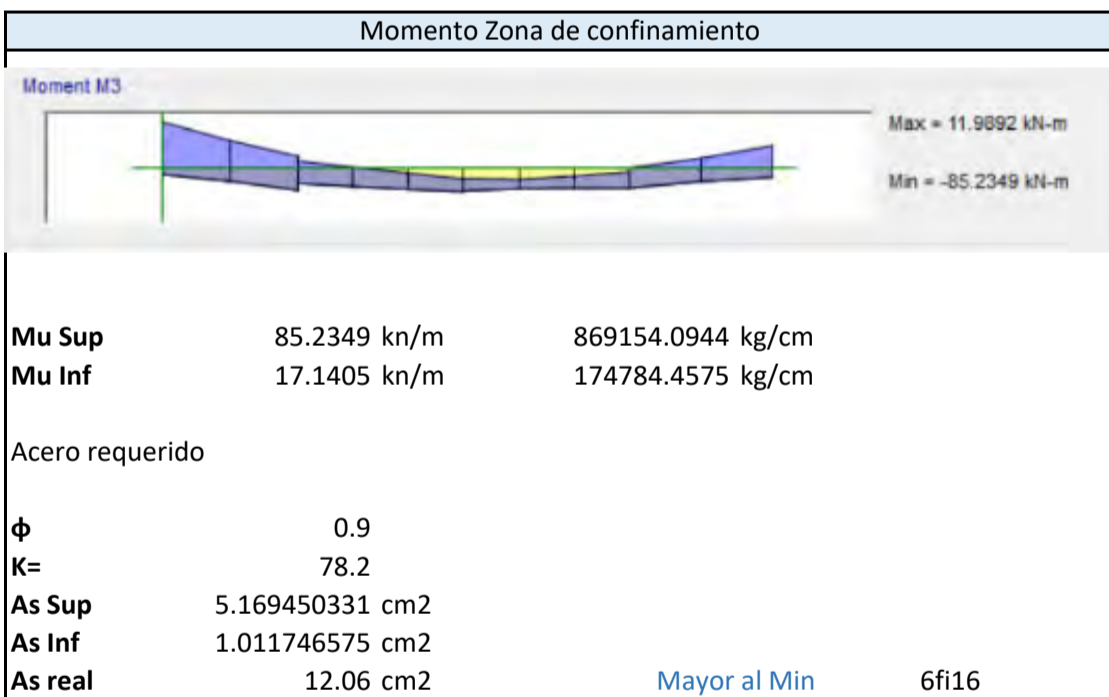 Momento Zona de confinamiento
Moment M3
Max = 11.9892 kN-m
Min = -85.2349 kN-m
Mu Sup 85.2349 kn/m 869154.0944 kg/cm
Mu Inf 17.1405 kn/m 174784.4575 kg/cm
Acero requerido
ϕ 0.9
K= 78.2
As Sup 5.169450331 cm2
As Inf 1.011746575 cm2
As real 12.06 cm2 Mayor al Min 6fi16